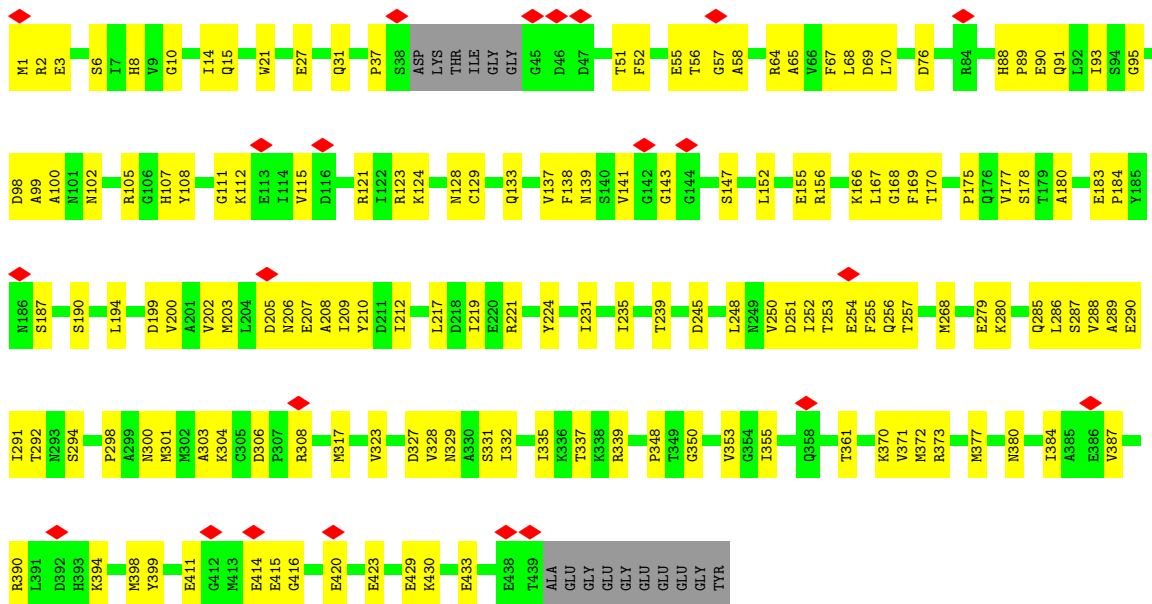 M1 R2 E3 S6 I7 H8 V9 G10 I14 Q15 W21 E27 Q31 P37 S38 ASP LYS THR ILE GLY GLY G45 D46 D47 T51 F52 E55 T56 G57 A58 R64 A65 V66 F67 L68 D69 L70 D76 R84 H88 P89 E90 Q91 L92 I93 S94 G95
D98 A99 A100 N101 N102 R105 G106 H107 Y108 G111 K112 E113 I114 V115 D116 R121 I122 R123 K124 N128 C129 Q133 V137 F138 N139 S140 V141 G142 G143 G144 S147 L152 E155 R156 K166 L167 G168 F169 T170 P175 Q176 V177 S178 T179 A180 E183 P184 Y185
N186 S187 S190 L194 D199 V200 A201 V202 M203 L204 D205 N206 E207 A208 I209 Y210 D211 I212 L217 D218 I219 E220 R221 Y224 I231 I235 T239 D245 L248 N249 V250 D251 I252 T253 E254 F255 Q256 T257 M268 E279 K280 Q285 L286 S287 V288 A289 E290
I291 T292 N293 S294 P298 A299 N300 M301 M302 A303 K304 C305 D306 P307 R308 M317 V323 D327 V328 N329 A330 S331 I332 I335 K336 T337 K338 R339 P348 T349 G350 V353 G354 I355 Q358 T361 K370 V371 M372 R373 M377 N380 I384 A385 E386 V387
R390 L391 D392 H393 K394 M398 Y399 E411 G412 M413 E414 E415 G416 E420 E423 E429 K430 E433 E438 T439 ALA GLU GLY GLU GLY GLU GLU GLU GLY TYR